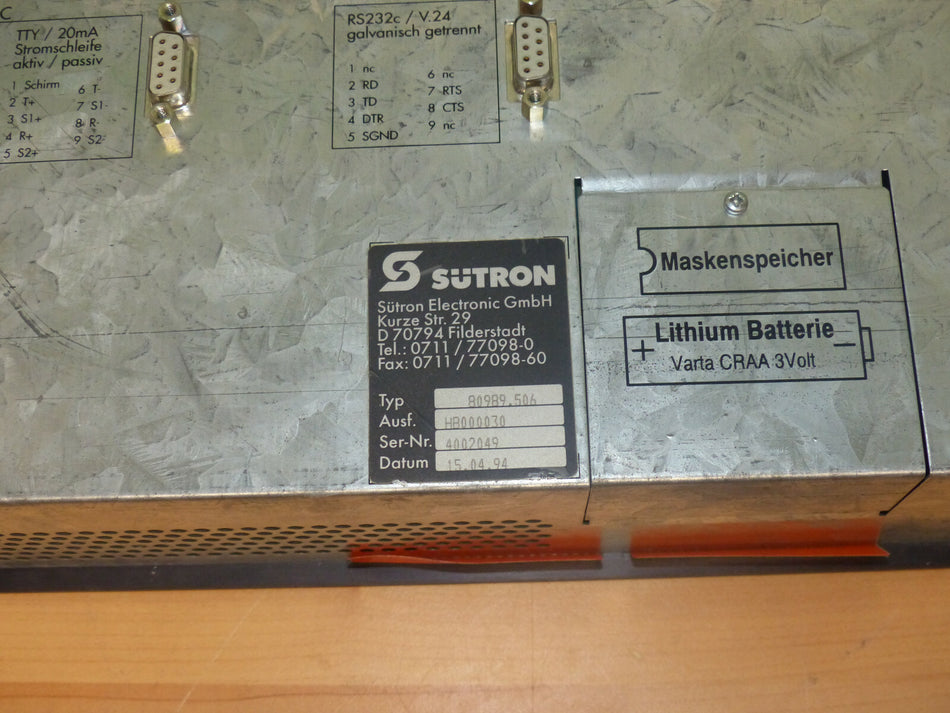 C
TTY / 20mA
Stromschleife
aktiv / passiv
1 Schirm 6 T-
2 T+ 7 S1-
3 S1+ 8 R-
4 R+ 9 S2-
5 S2+
RS232c / V.24
galvanisch getrennt
1 nc 6 nc
2 RD 7 RTS
3 TD 8 CTS
4 DTR 9 nc
5 SGND
SÜTRON
Sütron Electronic GmbH
Kurze Str. 29
D 70794 Filderstadt
Tel.: 0711 / 77098-0
Fax: 0711 / 77098-60
Typ 80989.506
Ausf. HB000030
Ser-Nr. 4002049
Datum 15.04.94
Maskenspeicher
Lithium Batterie
+ Varta CRAA 3Volt –